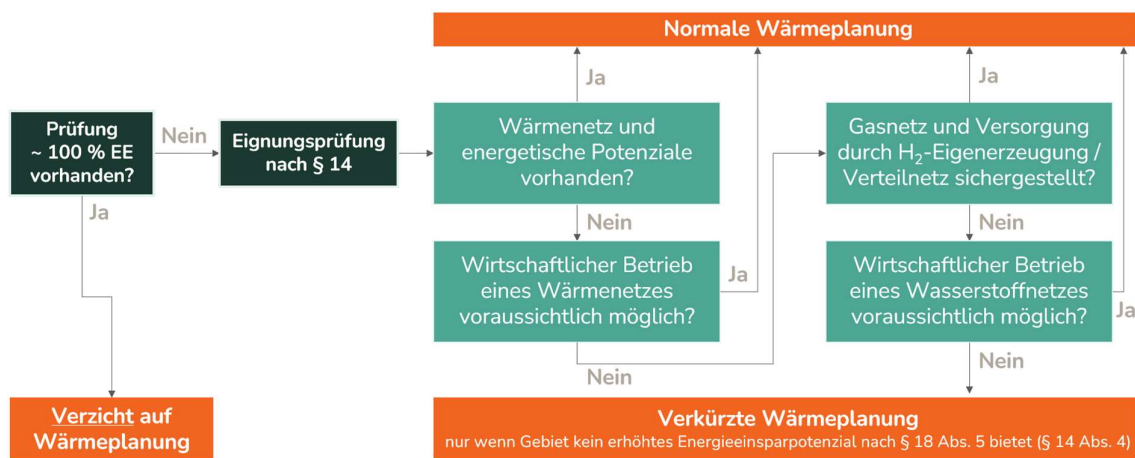 Normale Wärmeplanung
Ja
Ja
Prüfung
~ 100 % EE
vorhanden?
Nein
Eignungsprüfung
nach § 14
Wärmenetz und
energetische Potenziale
vorhanden?
Gasnetz und Versorgung
durch H₂-Eigenerzeugung /
Verteilnetz sichergestellt?
Ja
Nein
Nein
Wirtschaftlicher Betrieb
eines Wärmenetzes
voraussichtlich möglich?
Ja
Wirtschaftlicher Betrieb
eines Wasserstoffnetzes
voraussichtlich möglich?
Ja
Nein
Nein
Verzicht auf
Wärmeplanung
Verkürzte Wärmeplanung
nur wenn Gebiet kein erhöhtes Energieeinsparpotenzial nach § 18 Abs. 5 bietet (§ 14 Abs. 4)